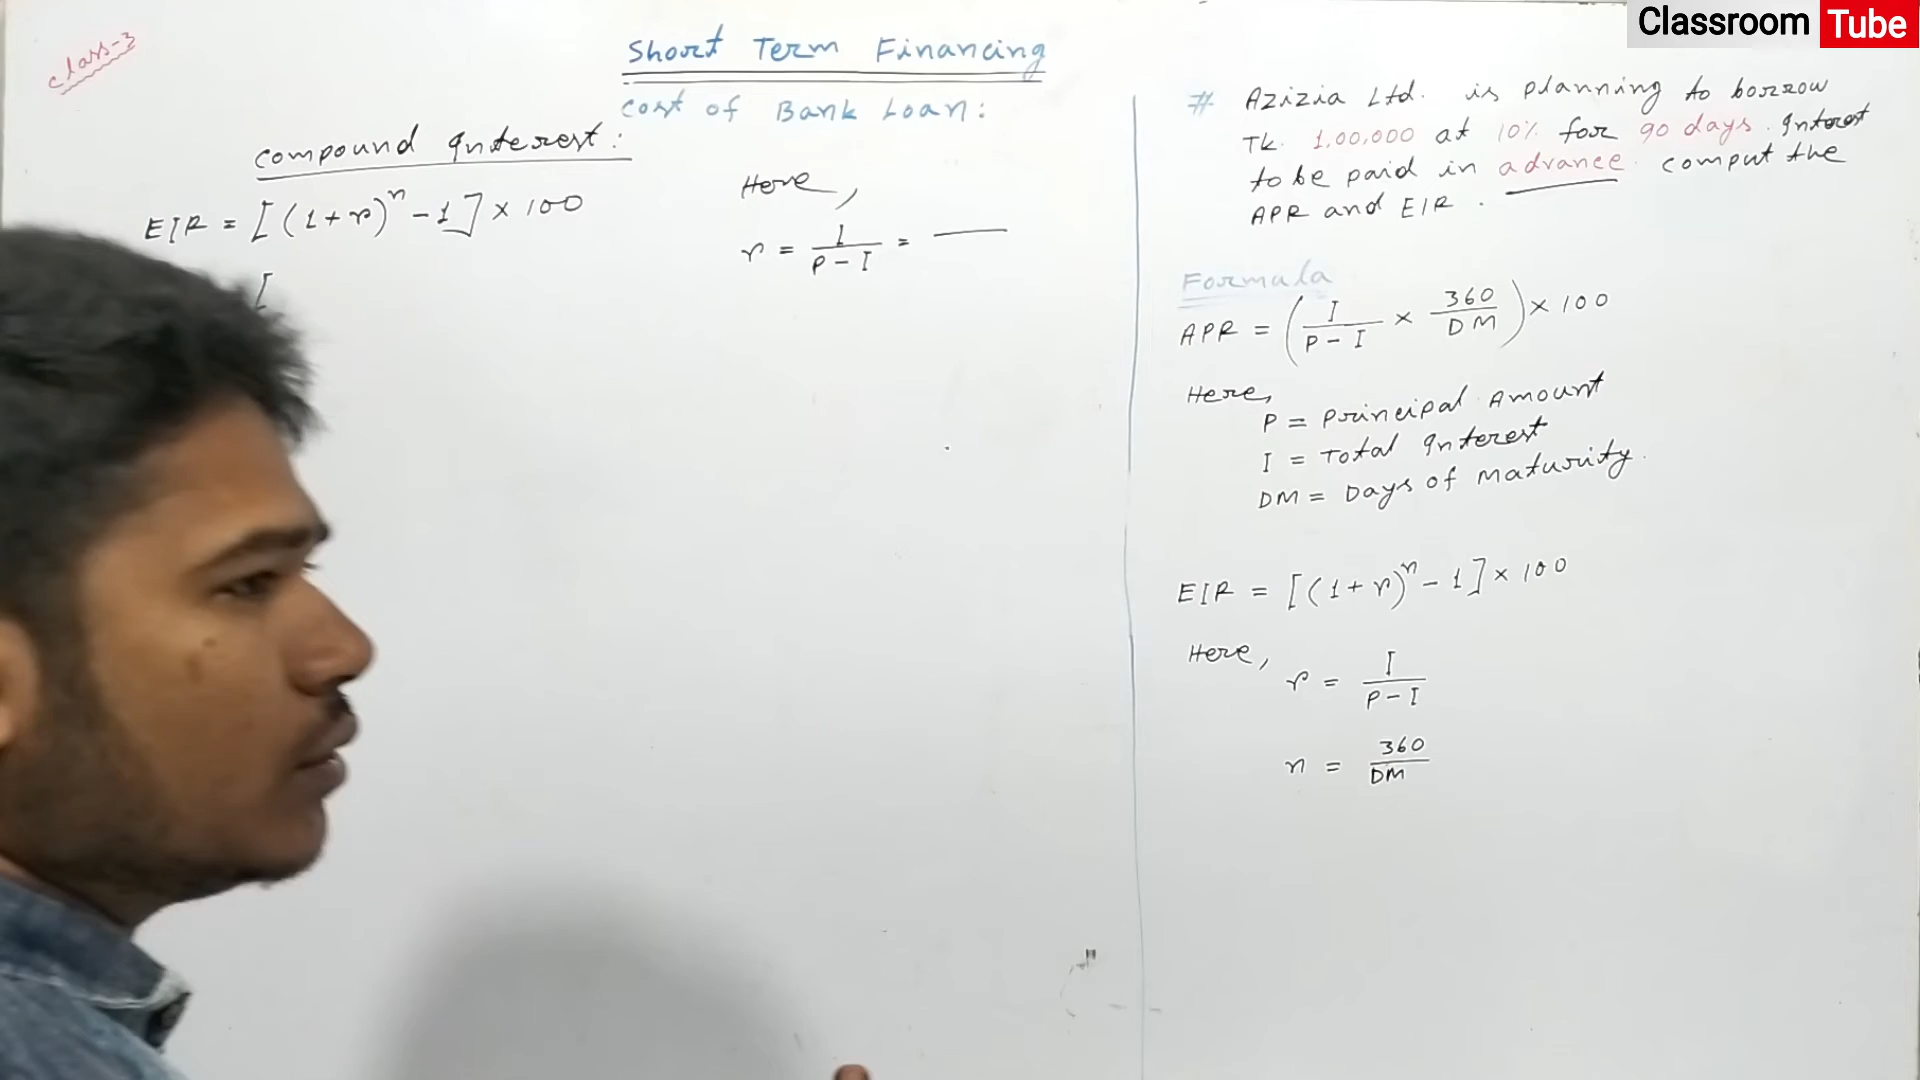 Classroom Tube
class-3
Short Term Financing
Cost of Bank Loan:
Compound Interest:
EIR = [(1+r)^n - 1] × 100
[
Here,
r = I / P - I = 
# Azizia Ltd. is planning to borrow
TK. 1,00,000 at 10% for 90 days. Interest
to be paid in advance. comput the
APR and EIR.
Formula
APR = (I / P - I × 360 / DM) × 100
Here,
P = Principal Amount
I = Total Interest
DM = Days of maturity.
EIR = [(1+r)^n - 1] × 100
Here,
r = I / P - I
n = 360 / DM